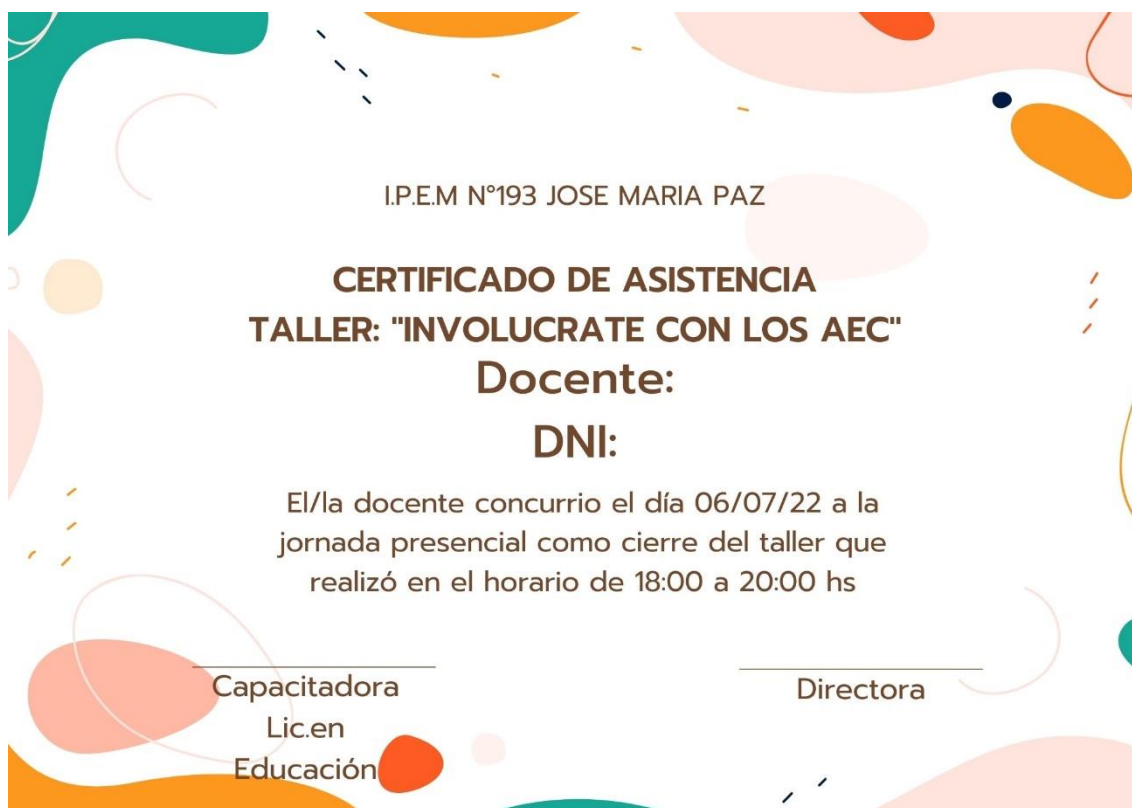 I.P.E.M N°193 JOSE MARIA PAZ
CERTIFICADO DE ASISTENCIA
TALLER: "INVOLUCRATE CON LOS AEC"
Docente:
DNI:
El/la docente concurrio el día 06/07/22 a la
jornada presencial como cierre del taller que
realizó en el horario de 18:00 a 20:00 hs
Capacitadora
Lic.en
Educación
Directora